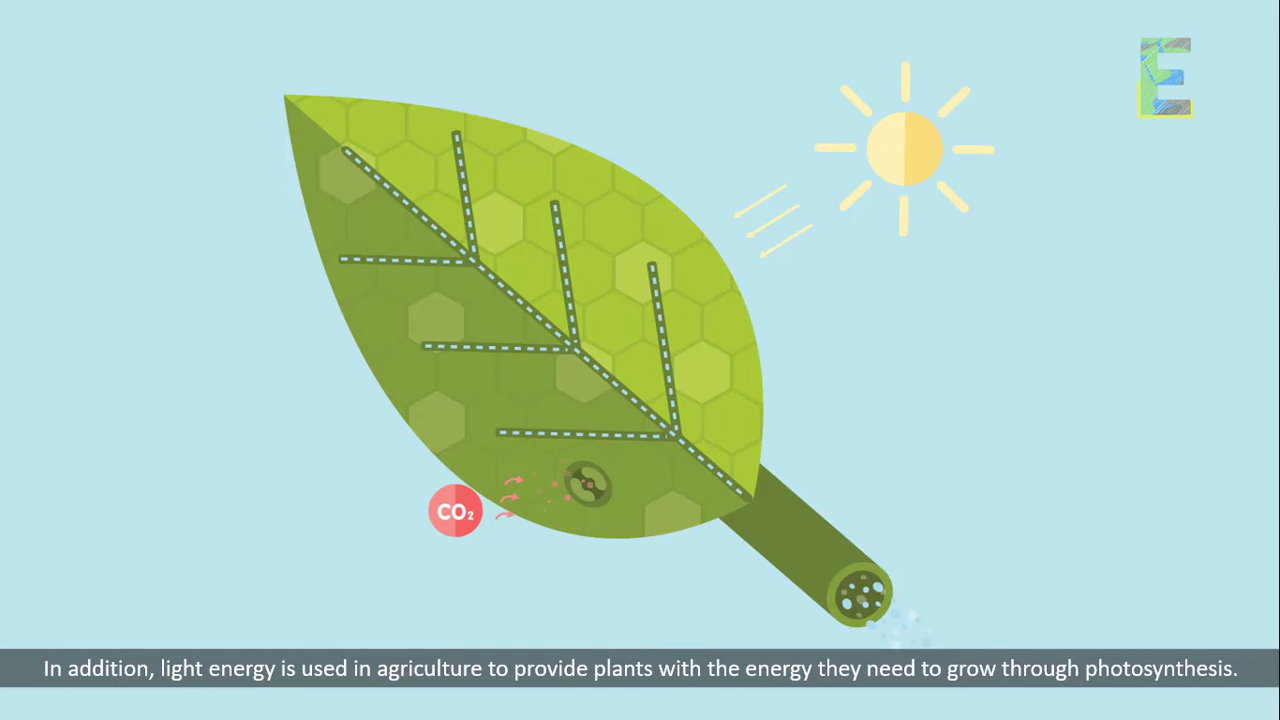 E
CO₂
In addition, light energy is used in agriculture to provide plants with the energy they need to grow through photosynthesis.